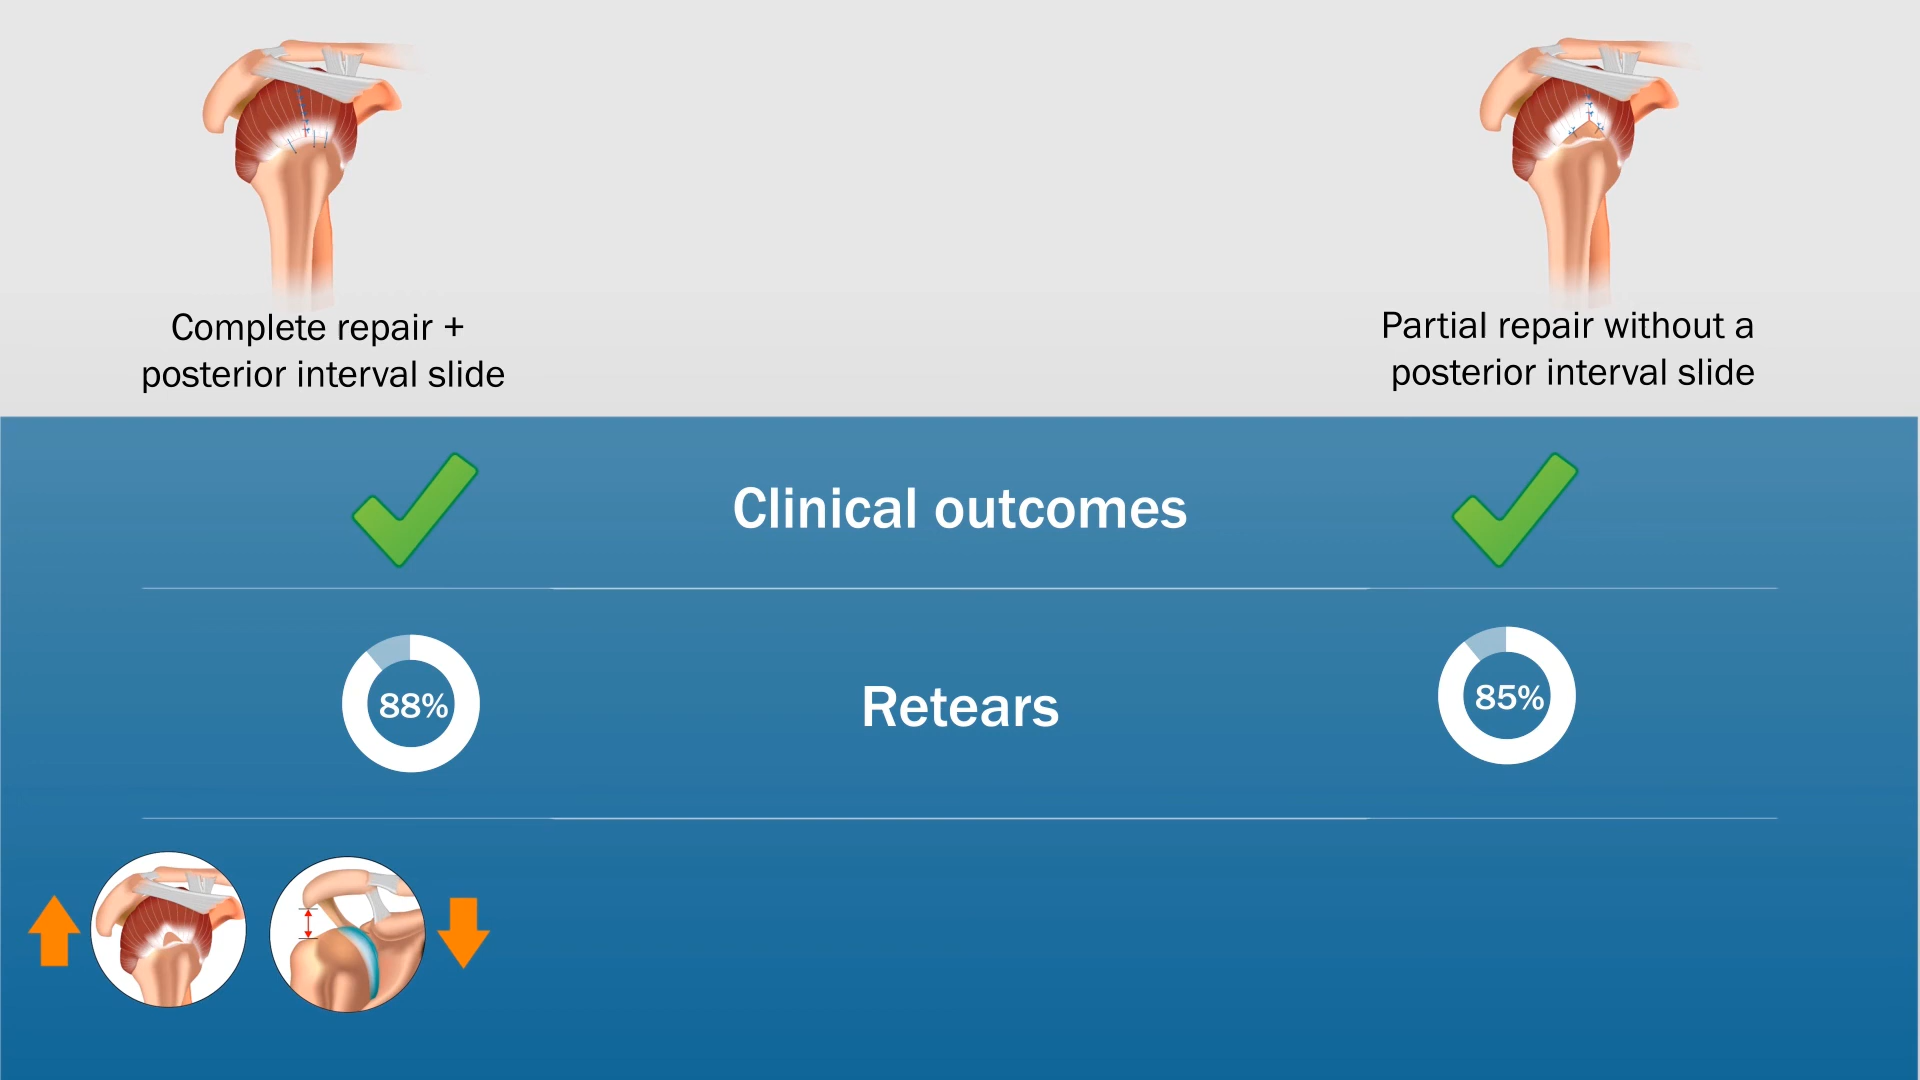 Complete repair +
posterior interval slide
Partial repair without a
posterior interval slide
Clinical outcomes
88%
Retears
85%